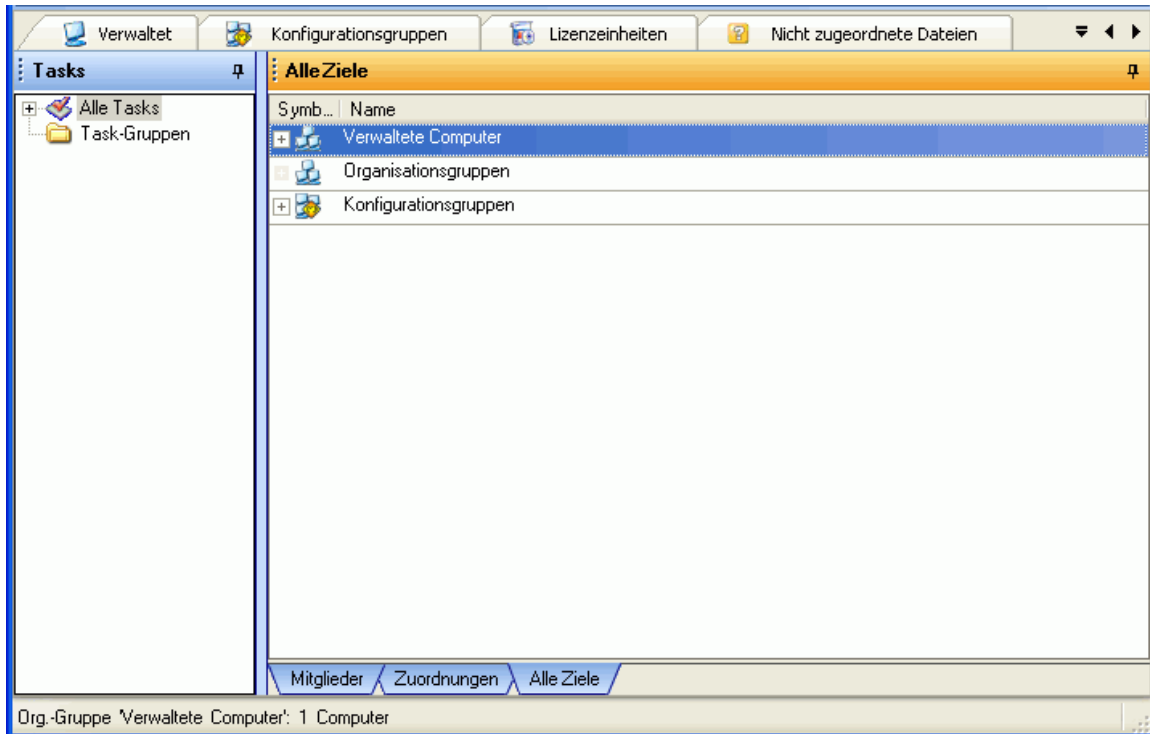 Verwaltet Konfigurationsgruppen Lizenzeinheiten Nicht zugeordnete Dateien
Tasks
Alle Tasks
Task-Gruppen
Alle Ziele
Symb... Name
Verwaltete Computer
Organisationsgruppen
Konfigurationsgruppen
Mitglieder Zuordnungen Alle Ziele
Org.-Gruppe 'Verwaltete Computer': 1 Computer